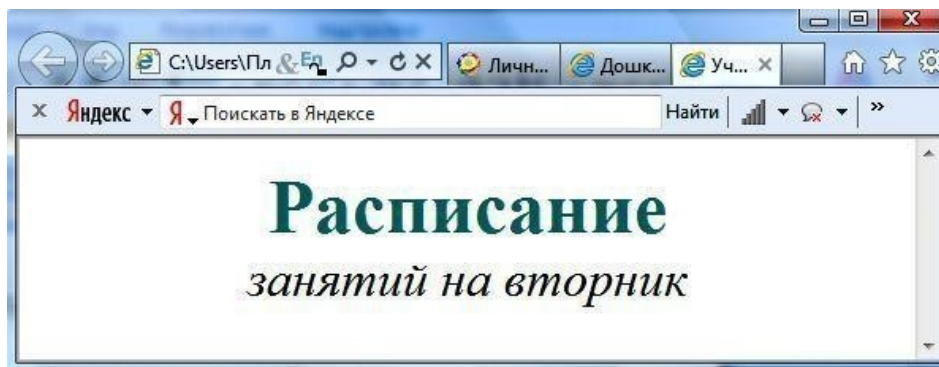 C:\Users\Пл
Личн...
Дошк...
Уч...
Яндекс
Я
Поискать в Яндексе
Найти
Расписание
занятий на вторник